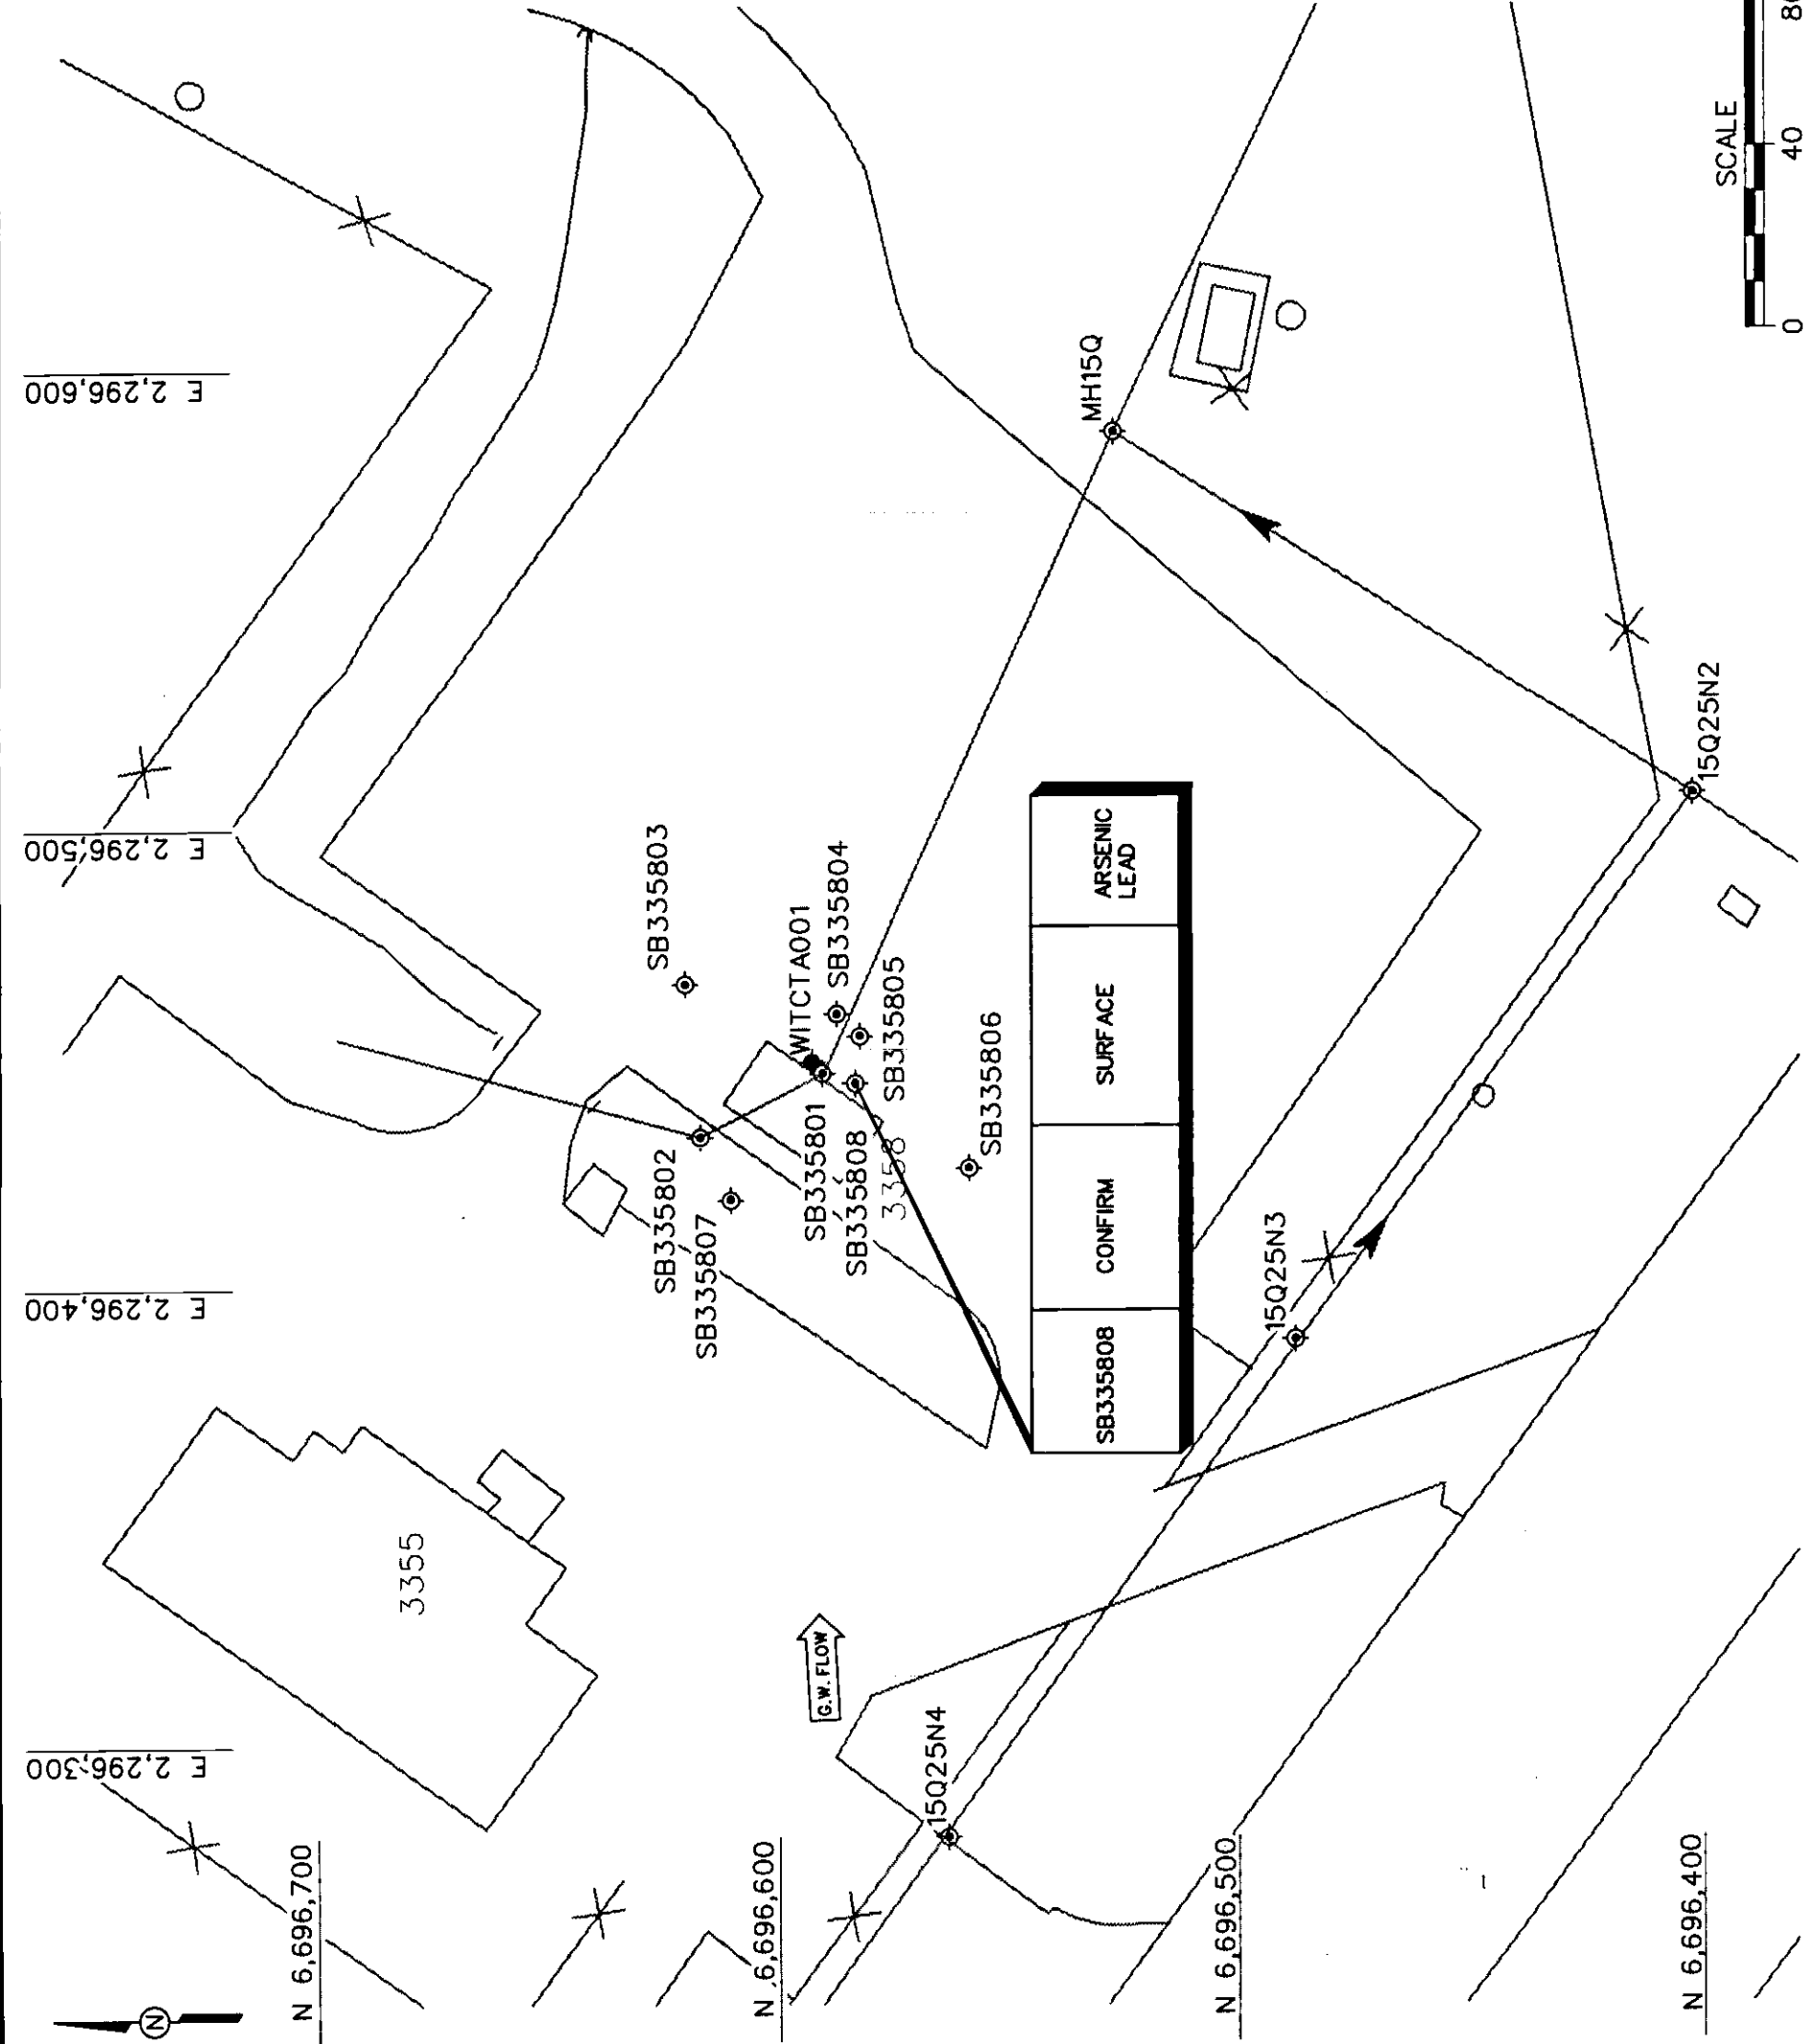 E 2,296,300
E 2,296,400
E 2,296,500
E 2,296,600
N 6,696,700
N 6,696,600
N 6,696,500
N 6,696,400
N
3355
G.W. FLOW
SB335802
SB335807
SB335803
WITCTA001
SB335804
SB335801
SB335808
3358
SB335805
SB335806
SB335808
CONFIRM
SURFACE
ARSENIC
LEAD
MH15Q
15Q25N4
15Q25N3
15Q25N2
SCALE
0 40